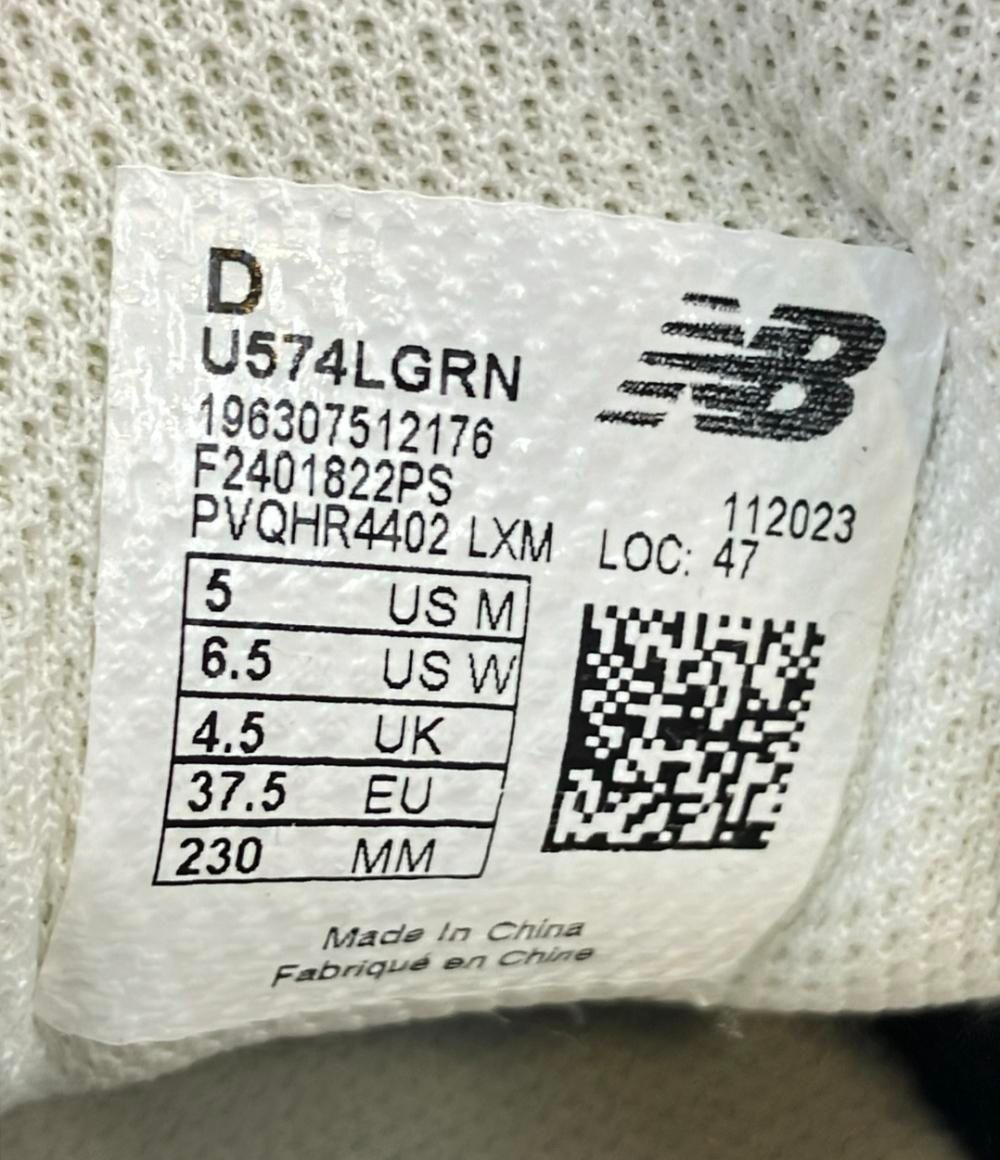 D
U574LGRN
NB
196307512176
F2401822PS
112023
PVQHR4402 LXM LOC: 47
5 US M
6.5 US W
4.5 UK
37.5 EU
230 MM
Made In China
Fabriqué en Chine